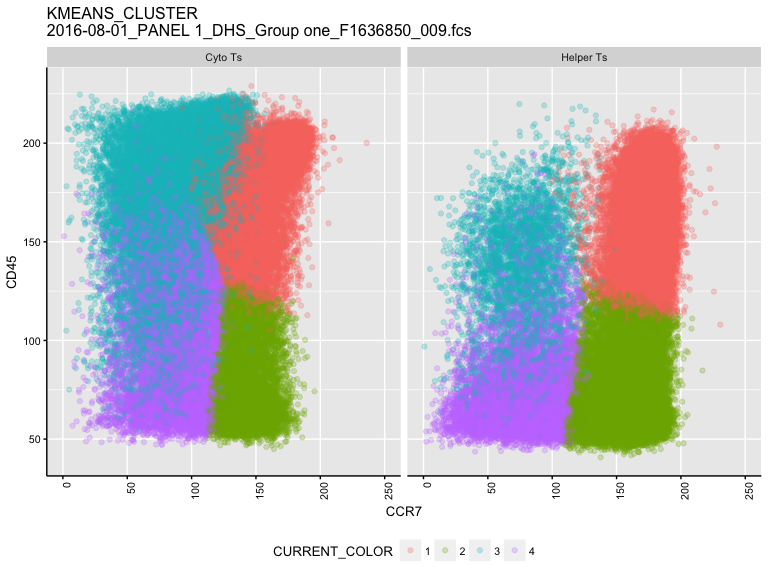 KMEANS_CLUSTER
2016-08-01_PANEL 1_DHS_Group one_F1636850_009.fcs
Cyto Ts
Helper Ts
200
150
100
50
CD45
0
50
100
150
200
250
0
50
100
150
200
250
CCR7
CURRENT_COLOR 1 2 3 4